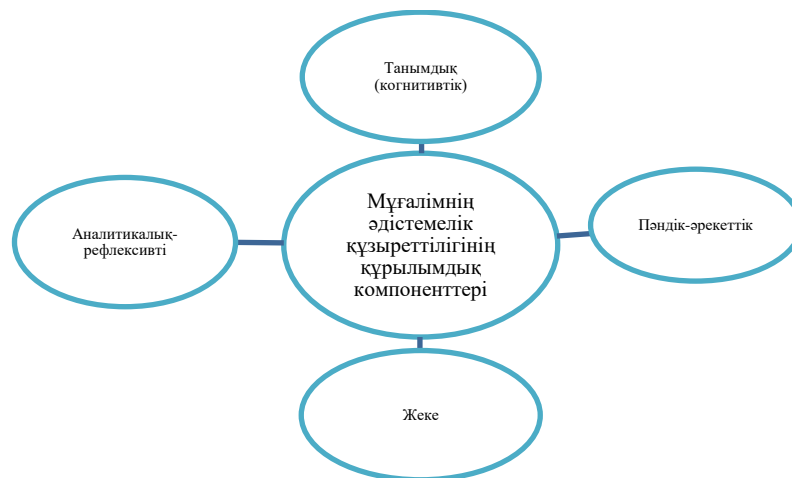 Танымдық
(когнитивтік)
Мұғалімнің
әдістемелік
құзыреттілігінің
құрылымдық
компоненттері
Пәндік-әрекеттік
Аналитикалық-
рефлексивті
Жеке